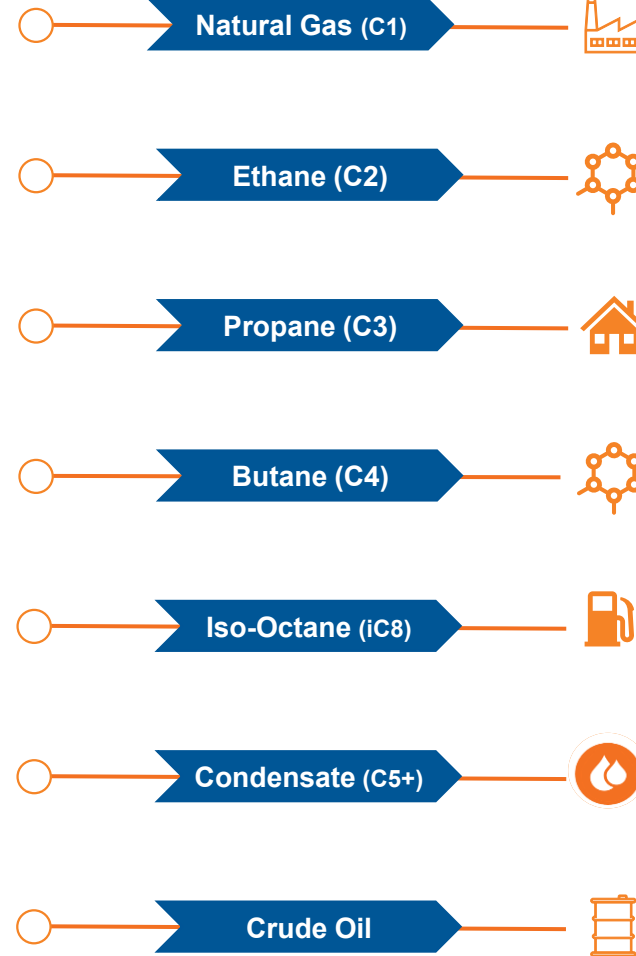 Natural Gas (C1)
Ethane (C2)
Propane (C3)
Butane (C4)
Iso-Octane (iC8)
Condensate (C5+)
Crude Oil